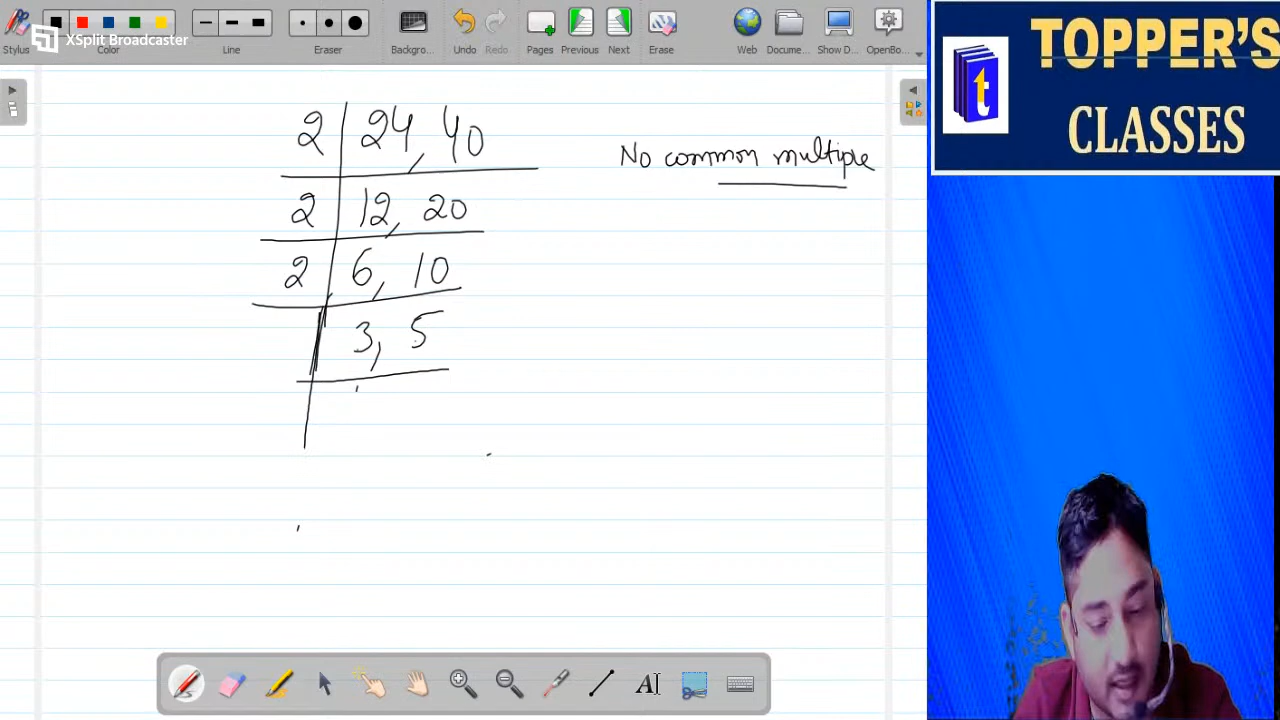 XSplit Broadcaster
Stylus Color Line Eraser Backgro... Undo Redo Pages Previous Next Erase Web Docume... Show D... OpenBo...
TOPPER'S
CLASSES
t
2 | 24, 40
No common multiple
2 | 12, 20
2 | 6, 10
3, 5